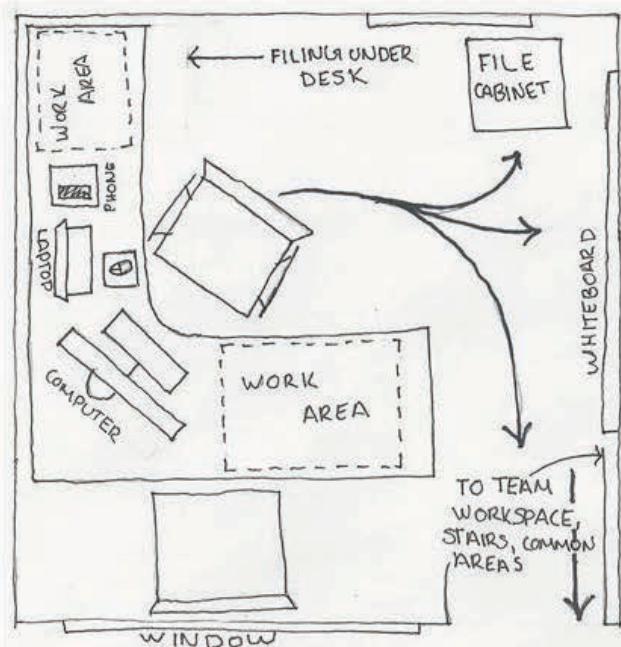 FILING UNDER
DESK
FILE
CABINET
WORK
AREA
PHONE
LAPTOP
COMPUTER
WORK
AREA
WHITEBOARD
TO TEAM
WORKSPACE,
STAIRS, COMMON
AREAS
WINDOW